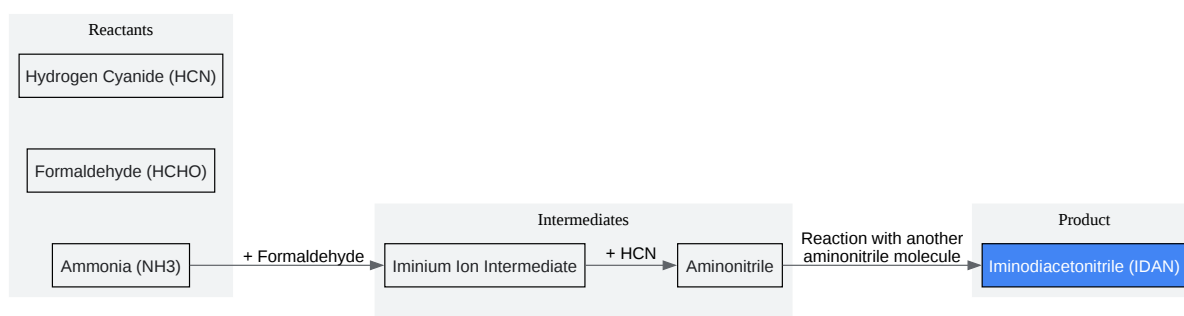 Reactants
Hydrogen Cyanide (HCN)
Formaldehyde (HCHO)
Ammonia (NH3)
+ Formaldehyde
Intermediates
Iminium Ion Intermediate
+ HCN
Aminonitrile
Reaction with another
aminonitrile molecule
Product
Iminodiacetonitrile (IDAN)